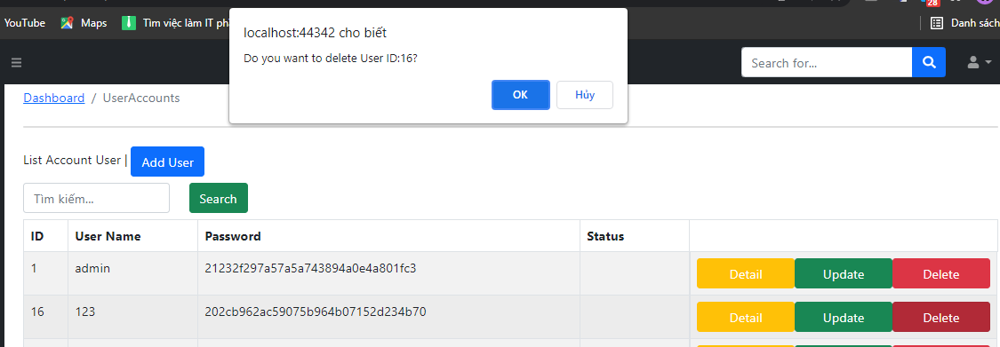 28
YouTube Maps Tìm việc làm IT ph Danh sách
localhost:44342 cho biết
Do you want to delete User ID:16?
OK Hủy
Search for...
Dashboard / UserAccounts
List Account User | Add User
Tìm kiếm... Search
ID User Name Password Status
1 admin 21232f297a57a5a743894a0e4a801fc3 Detail Update Delete
16 123 202cb962ac59075b964b07152d234b70 Detail Update Delete